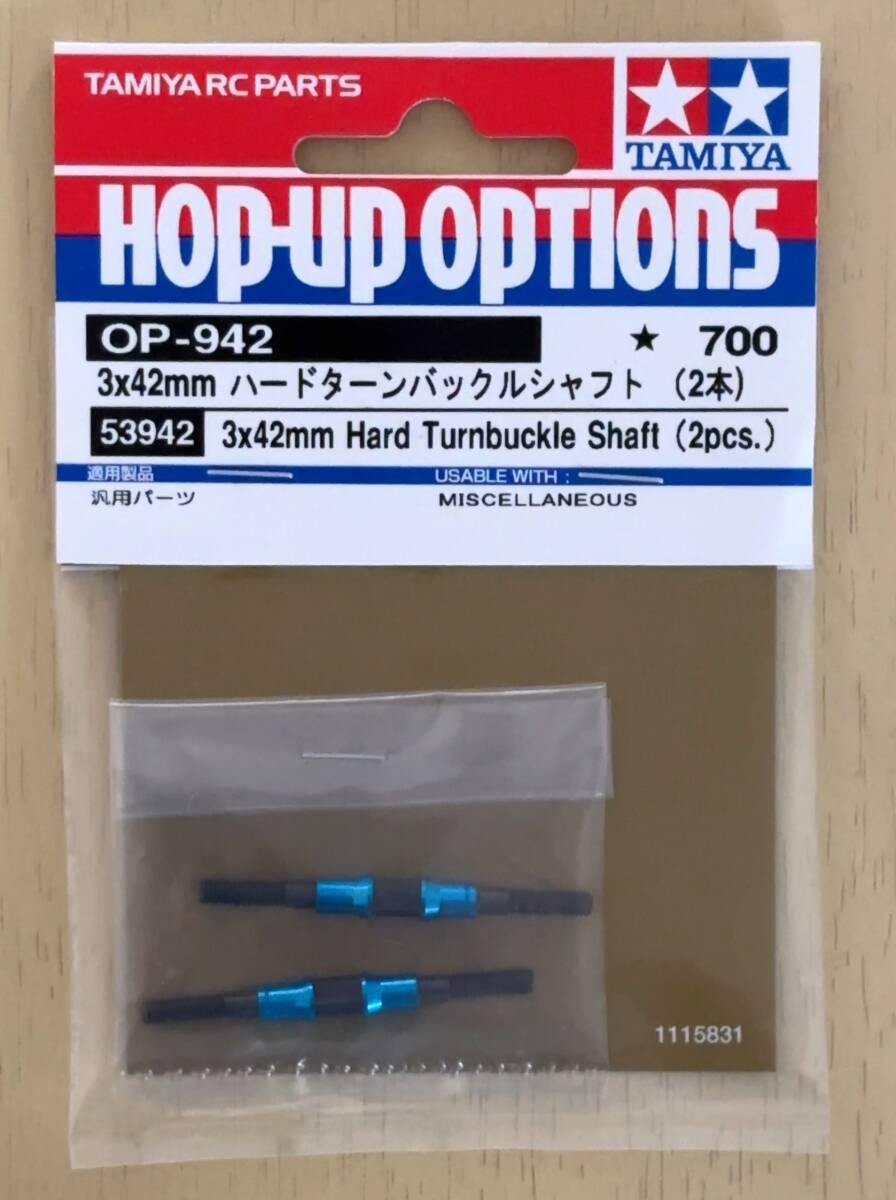 TAMIYA RC PARTS
TAMIYA
HOP-UP OPTIONS
OP-942 ★ 700
3x42mm ハードターンバックルシャフト (2本)
53942 3x42mm Hard Turnbuckle Shaft (2pcs.)
適用製品 USABLE WITH :
汎用パーツ MISCELLANEOUS
1115831